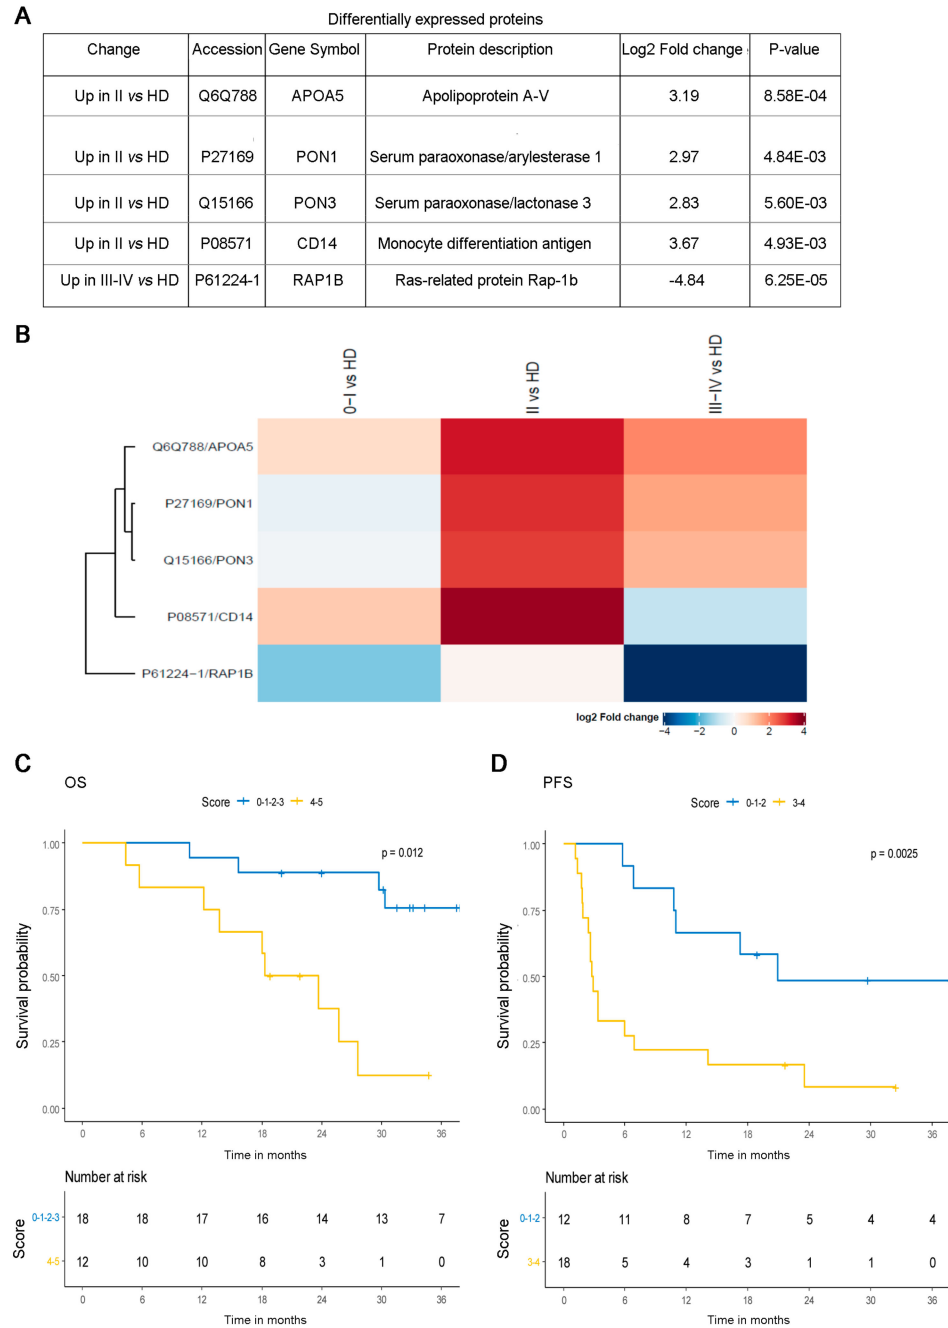 A
Differentially expressed proteins
Change Accession Gene Symbol Protein description Log2 Fold change P-value
Up in II vs HD Q6Q788 APOA5 Apolipoprotein A-V 3.19 8.58E-04
Up in II vs HD P27169 PON1 Serum paraoxonase/arylesterase 1 2.97 4.84E-03
Up in II vs HD Q15166 PON3 Serum paraoxonase/lactonase 3 2.83 5.60E-03
Up in II vs HD P08571 CD14 Monocyte differentiation antigen 3.67 4.93E-03
Up in III-IV vs HD P61224-1 RAP1B Ras-related protein Rap-1b -4.84 6.25E-05
B
0-I vs HD II vs HD III-IV vs HD
Q6Q788/APOA5
P27169/PON1
Q15166/PON3
P08571/CD14
P61224-1/RAP1B
log2 Fold change
-4 -2 0 2 4
C
OS
Score 0-1-2-3 4-5
p = 0.012
Survival probability
1.00
0.75
0.50
0.25
0.00
0 6 12 18 24 30 36
Time in months
Number at risk
Score
0-1-2-3 18 18 17 16 14 13 7
4-5 12 10 10 8 3 1 0
0 6 12 18 24 30 36
Time in months
D
PFS
Score 0-1-2 3-4
p = 0.0025
Survival probability
1.00
0.75
0.50
0.25
0.00
0 6 12 18 24 30 36
Time in months
Number at risk
Score
0-1-2 12 11 8 7 5 4 4
3-4 18 5 4 3 1 1 0
0 6 12 18 24 30 36
Time in months